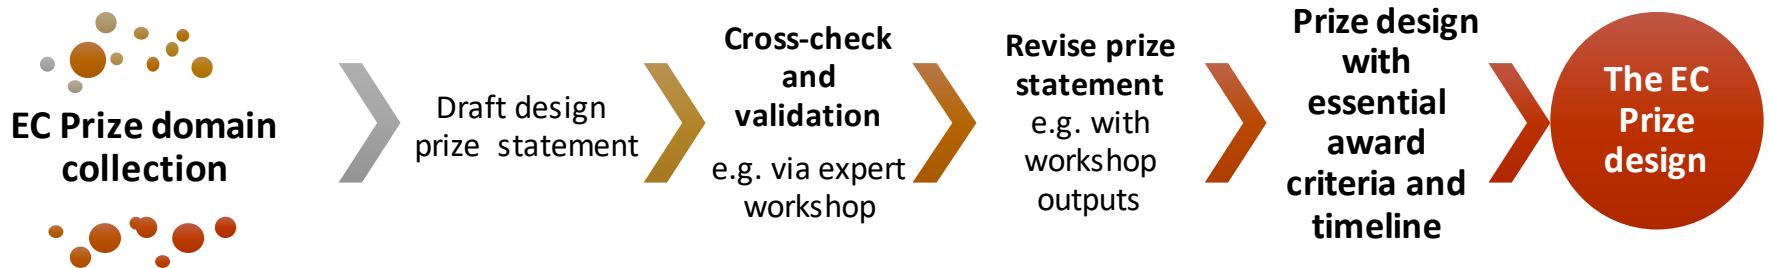 EC Prize domain
collection
Draft design
prize statement
Cross-check
and
validation
e.g. via expert
workshop
Revise prize
statement
e.g. with
workshop
outputs
Prize design
with
essential
award
criteria and
timeline
The EC
Prize
design